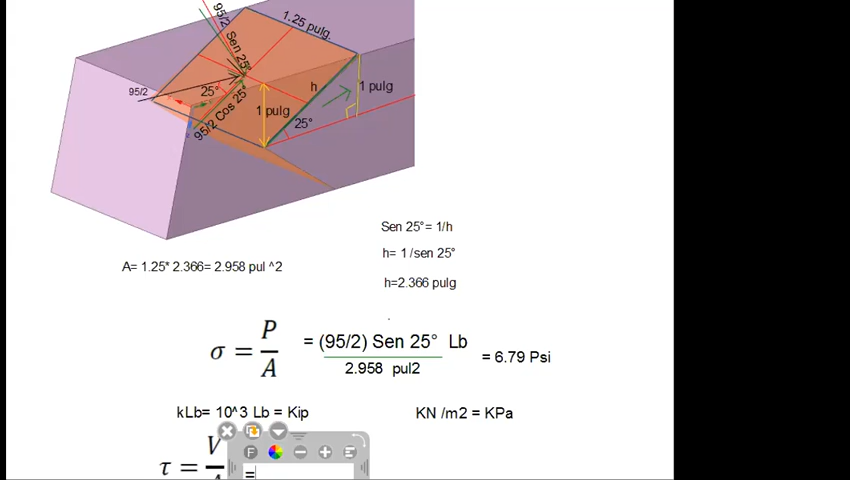 95/2 Sen 25°
1.25 pulg.
95/2
25°
95/2 Cos 25°
1 pulg
h
1 pulg
25°
Sen 25°= 1/h
h= 1 /sen 25°
A= 1.25* 2.366= 2.958 pul ^2
h=2.366 pulg
σ = P/A = (95/2) Sen 25° Lb
2.958 pul2
= 6.79 Psi
kLb= 10^3 Lb = Kip
KN /m2 = KPa
τ = V/A
F
=